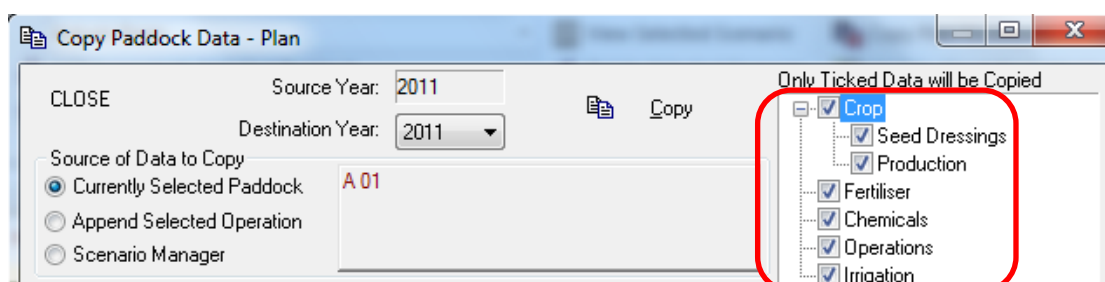 Copy Paddock Data - Plan
CLOSE
Source Year: 2011
Copy
Destination Year: 2011
Source of Data to Copy
Currently Selected Paddock
A 01
Append Selected Operation
Scenario Manager
Only Ticked Data will be Copied
Crop
Seed Dressings
Production
Fertiliser
Chemicals
Operations
Irrigation